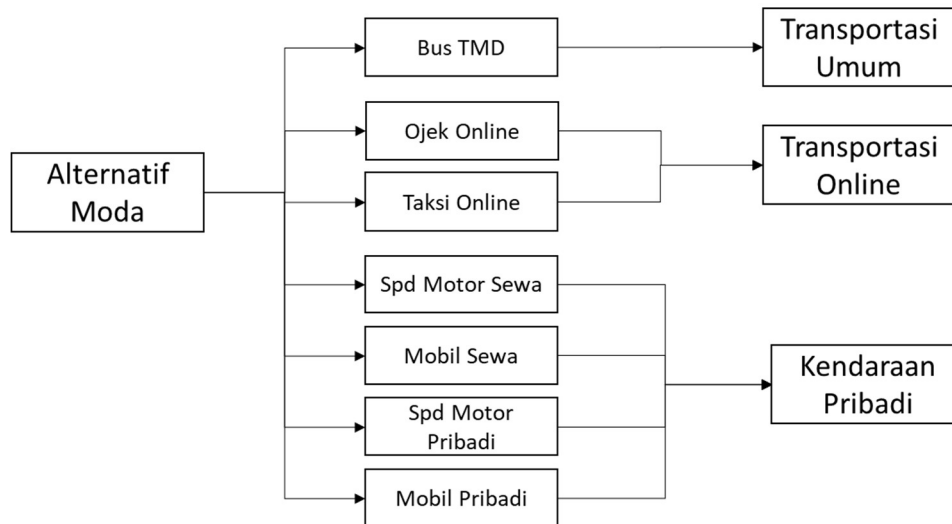 Alternatif
Moda
Bus TMD
Ojek Online
Taksi Online
Spd Motor Sewa
Mobil Sewa
Spd Motor
Pribadi
Mobil Pribadi
Transportasi
Umum
Transportasi
Online
Kendaraan
Pribadi